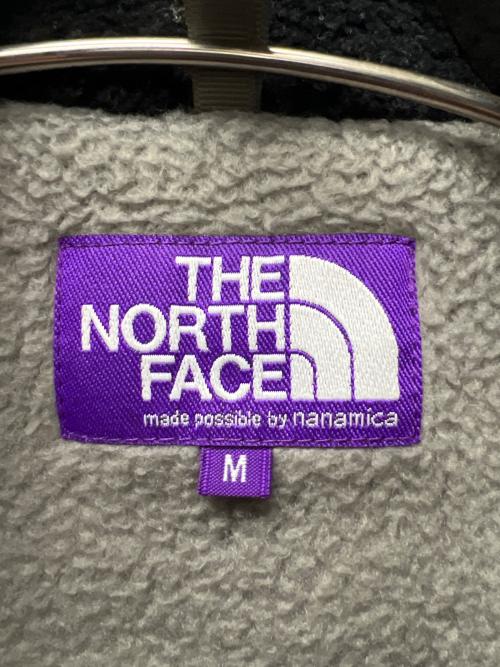 THE
NORTH
FACE
made possible by nanamica
M